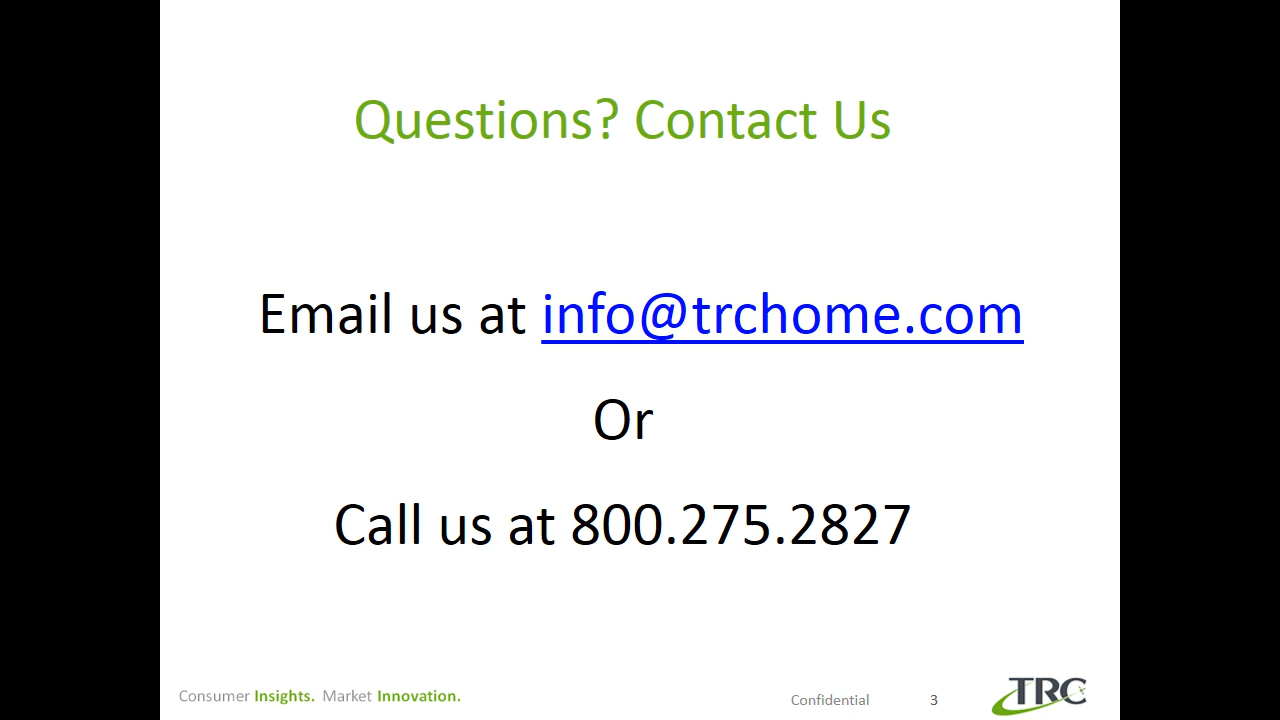 Questions? Contact Us
Email us at info@trchome.com
Or
Call us at 800.275.2827
Consumer Insights. Market Innovation.
Confidential
3
TRC